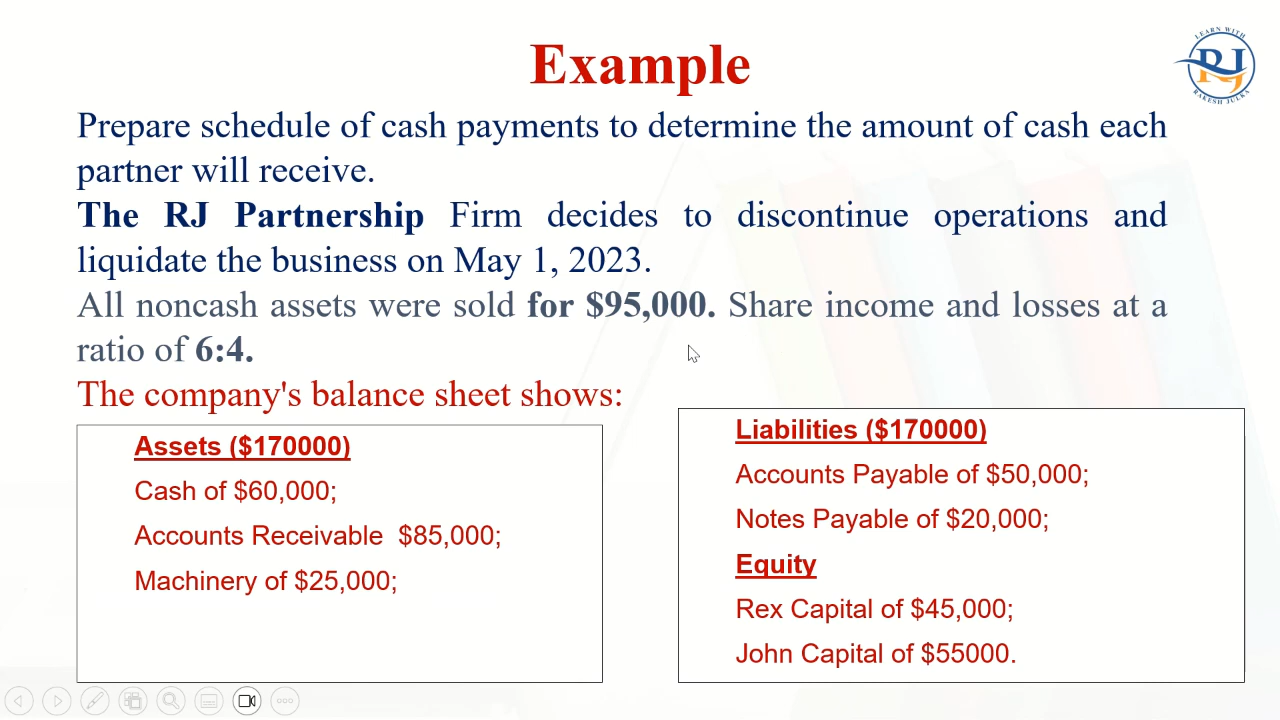 Example
LEARN WITH
RJ
RAKESH JULKA
Prepare schedule of cash payments to determine the amount of cash each
partner will receive.
The RJ Partnership Firm decides to discontinue operations and
liquidate the business on May 1, 2023.
All noncash assets were sold for $95,000. Share income and losses at a
ratio of 6:4.
The company's balance sheet shows:
Assets ($170000)
Cash of $60,000;
Accounts Receivable  $85,000;
Machinery of $25,000;
Liabilities ($170000)
Accounts Payable of $50,000;
Notes Payable of $20,000;
Equity
Rex Capital of $45,000;
John Capital of $55000.